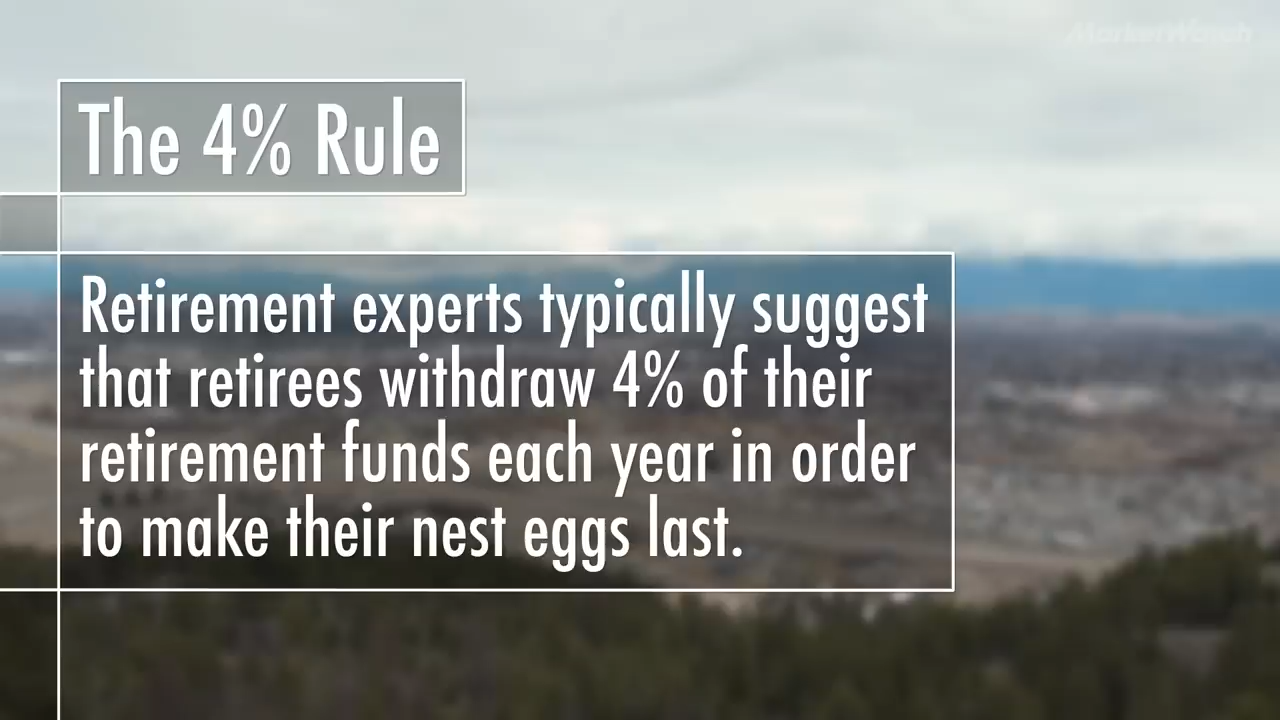 MarketWatch
The 4% Rule
Retirement experts typically suggest
that retirees withdraw 4% of their
retirement funds each year in order
to make their nest eggs last.